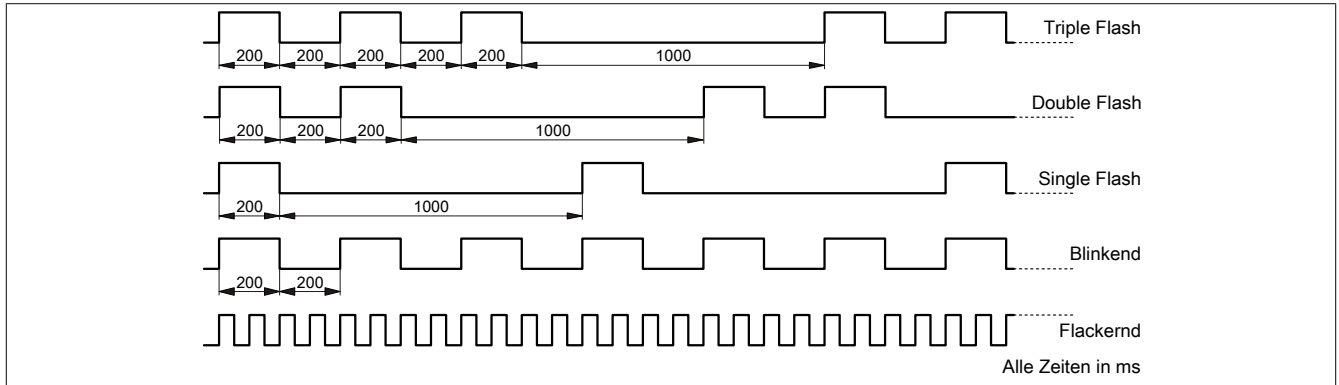 Triple Flash
200 200 200 200 200 1000
Double Flash
200 200 200 1000
Single Flash
200 1000
Blinkend
200 200
Flackernd
Alle Zeiten in ms